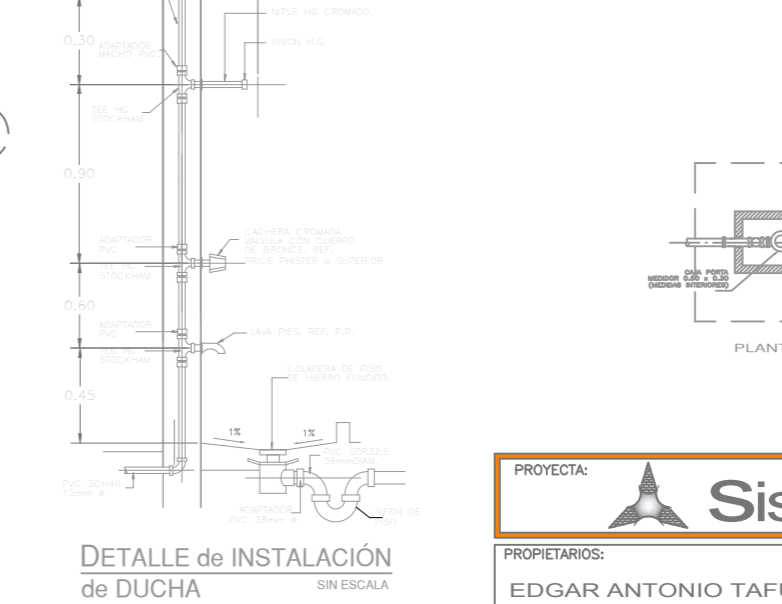 NIPLE HG CROMADO.
0.30
ADAPTADOR
MACHO PVC.
UNION H.G.
TEE HG
STOCKHAM
0.90
ADAPTADOR
PVC.
CACHERA CROMADA
VALVULA CON CUERPO
DE BRONCE, REF.
PRICE PHISTER o SUPERIOR
TEE HG
STOCKHAM
0.60
ADAPTADOR
PVC
LAVA PIES. REF. P.P.
TEE HG
STOCKHAM
COLADERA DE PISO
DE HIERRO FUNDIDO.
0.45
1%
1%
PVC SDR32.5
38mmDIAM.
PVC SCH40
13mm ø
ADAPTADOR
PVC 38mm ø
SIFON DE
PISO
DETALLE de INSTALACIÓN
de DUCHA
SIN ESCALA
CAJA PORTA
MEDIDOR 0.50 x 0.30
(MEDIDAS INTERIORES)
PLANT
PROYECTA:
Sis
PROPIETARIOS:
EDGAR ANTONIO TAF